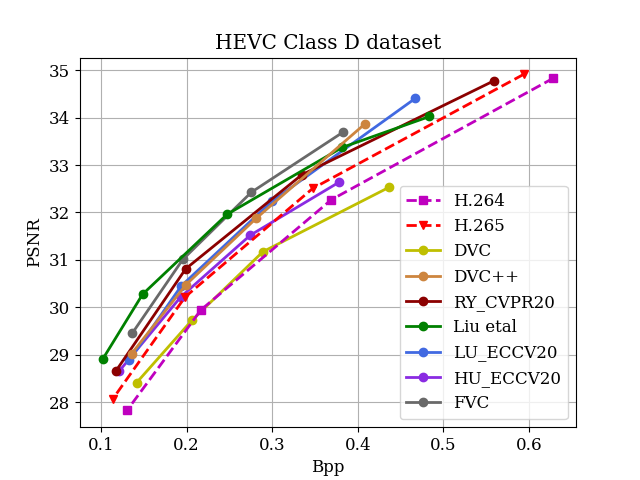 HEVC Class D dataset
PSNR
35
34
33
32
31
30
29
28
0.1 0.2 0.3 0.4 0.5 0.6
Bpp
H.264
H.265
DVC
DVC++
RY_CVPR20
Liu etal
LU_ECCV20
HU_ECCV20
FVC